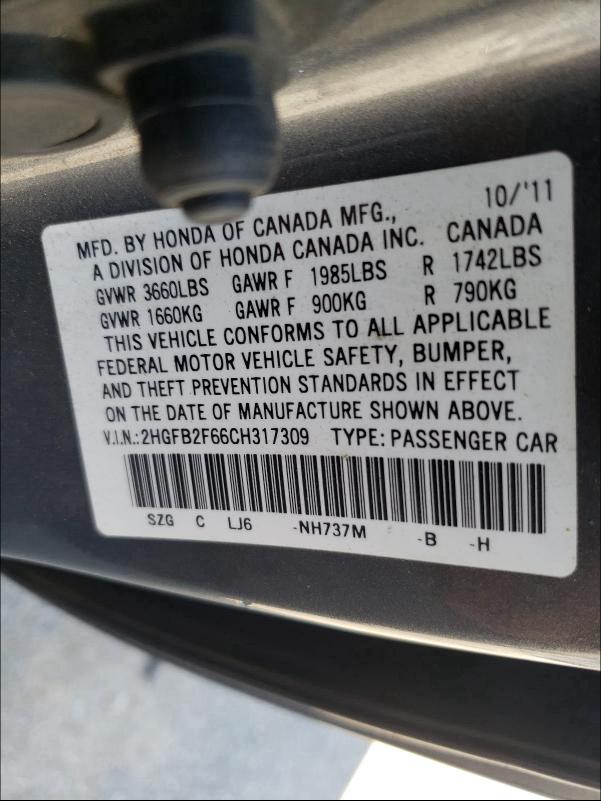 10/'11
MFD. BY HONDA OF CANADA MFG.,
A DIVISION OF HONDA CANADA INC. CANADA
GVWR 3660LBS GAWR F 1985LBS R 1742LBS
GVWR 1660KG GAWR F 900KG R 790KG
THIS VEHICLE CONFORMS TO ALL APPLICABLE
FEDERAL MOTOR VEHICLE SAFETY, BUMPER,
AND THEFT PREVENTION STANDARDS IN EFFECT
ON THE DATE OF MANUFACTURE SHOWN ABOVE.
V.I.N.:2HGFB2F66CH317309 TYPE:PASSENGER CAR
SZG C LJ6 -NH737M -B -H